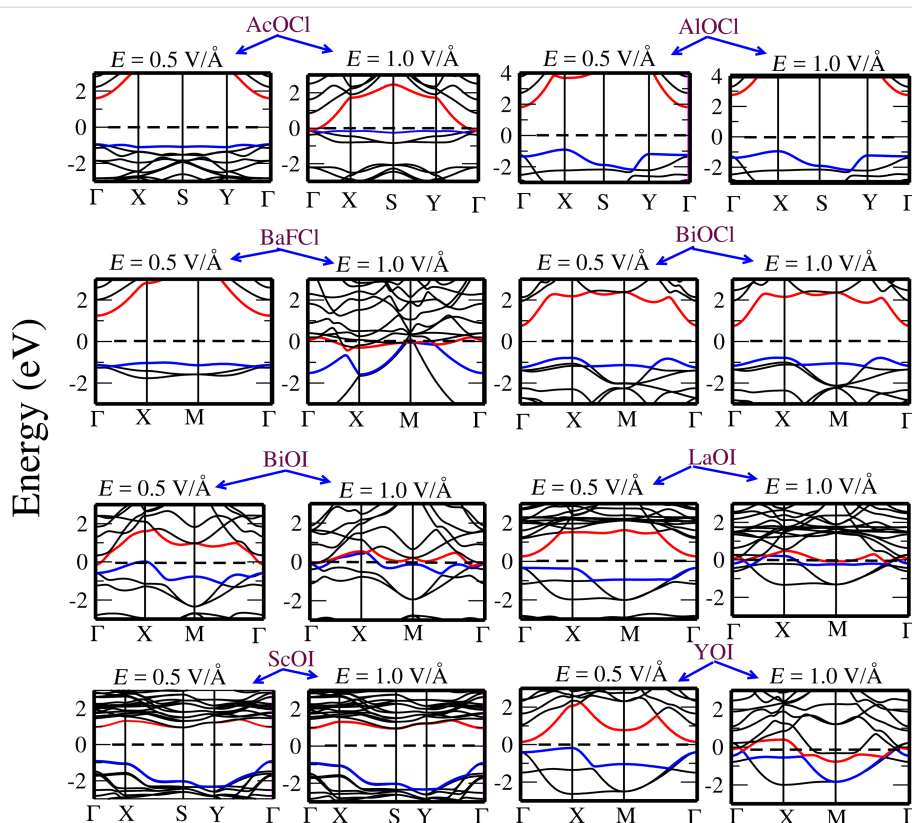 AcOCl
AlOCl
E = 0.5 V/Å
E = 1.0 V/Å
E = 0.5 V/Å
E = 1.0 V/Å
2
0
-2
2
0
-2
4
2
0
-2
4
2
0
-2
Γ X S Y Γ
Γ X S Y Γ
Γ X S Y Γ
Γ X S Y Γ
BaFCl
BiOCl
E = 0.5 V/Å
E = 1.0 V/Å
E = 0.5 V/Å
E = 1.0 V/Å
2
0
-2
2
0
-2
2
0
-2
2
0
-2
Γ X M Γ
Γ X M Γ
Γ X M Γ
Γ X M Γ
Energy (eV)
BiOI
LaOI
E = 0.5 V/Å
E = 1.0 V/Å
E = 0.5 V/Å
E = 1.0 V/Å
2
0
-2
2
0
-2
2
0
-2
2
0
-2
Γ X M Γ
Γ X M Γ
Γ X M Γ
Γ X M Γ
ScOI
YOI
E = 0.5 V/Å
E = 1.0 V/Å
E = 0.5 V/Å
E = 1.0 V/Å
2
0
-2
2
0
-2
2
0
-2
2
0
-2
Γ X S Y Γ
Γ X S Y Γ
Γ X M Γ
Γ X M Γ